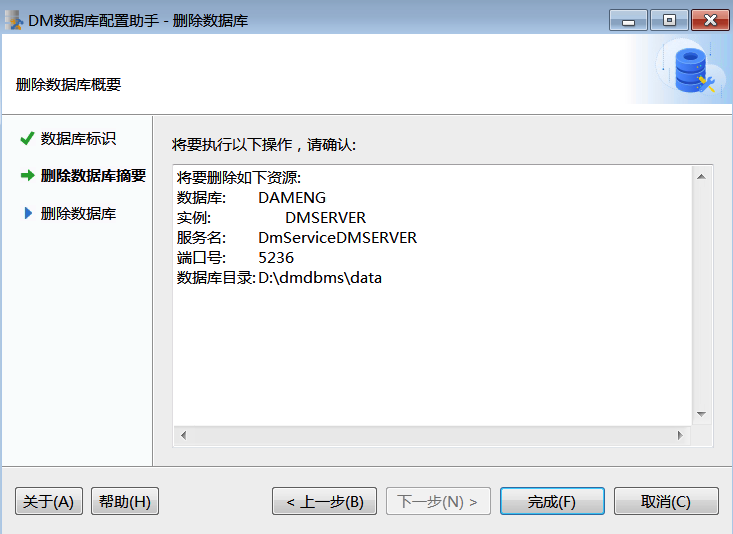 DM数据库配置助手 - 删除数据库
删除数据库概要
数据库标识
删除数据库摘要
删除数据库
将要执行以下操作，请确认:
将要删除如下资源:
数据库: DAMENG
实例: DMSERVER
服务名: DmServiceDMSERVER
端口号: 5236
数据库目录: D:\dmdbms\data
关于(A) 帮助(H) < 上一步(B) 下一步(N) > 完成(F) 取消(C)